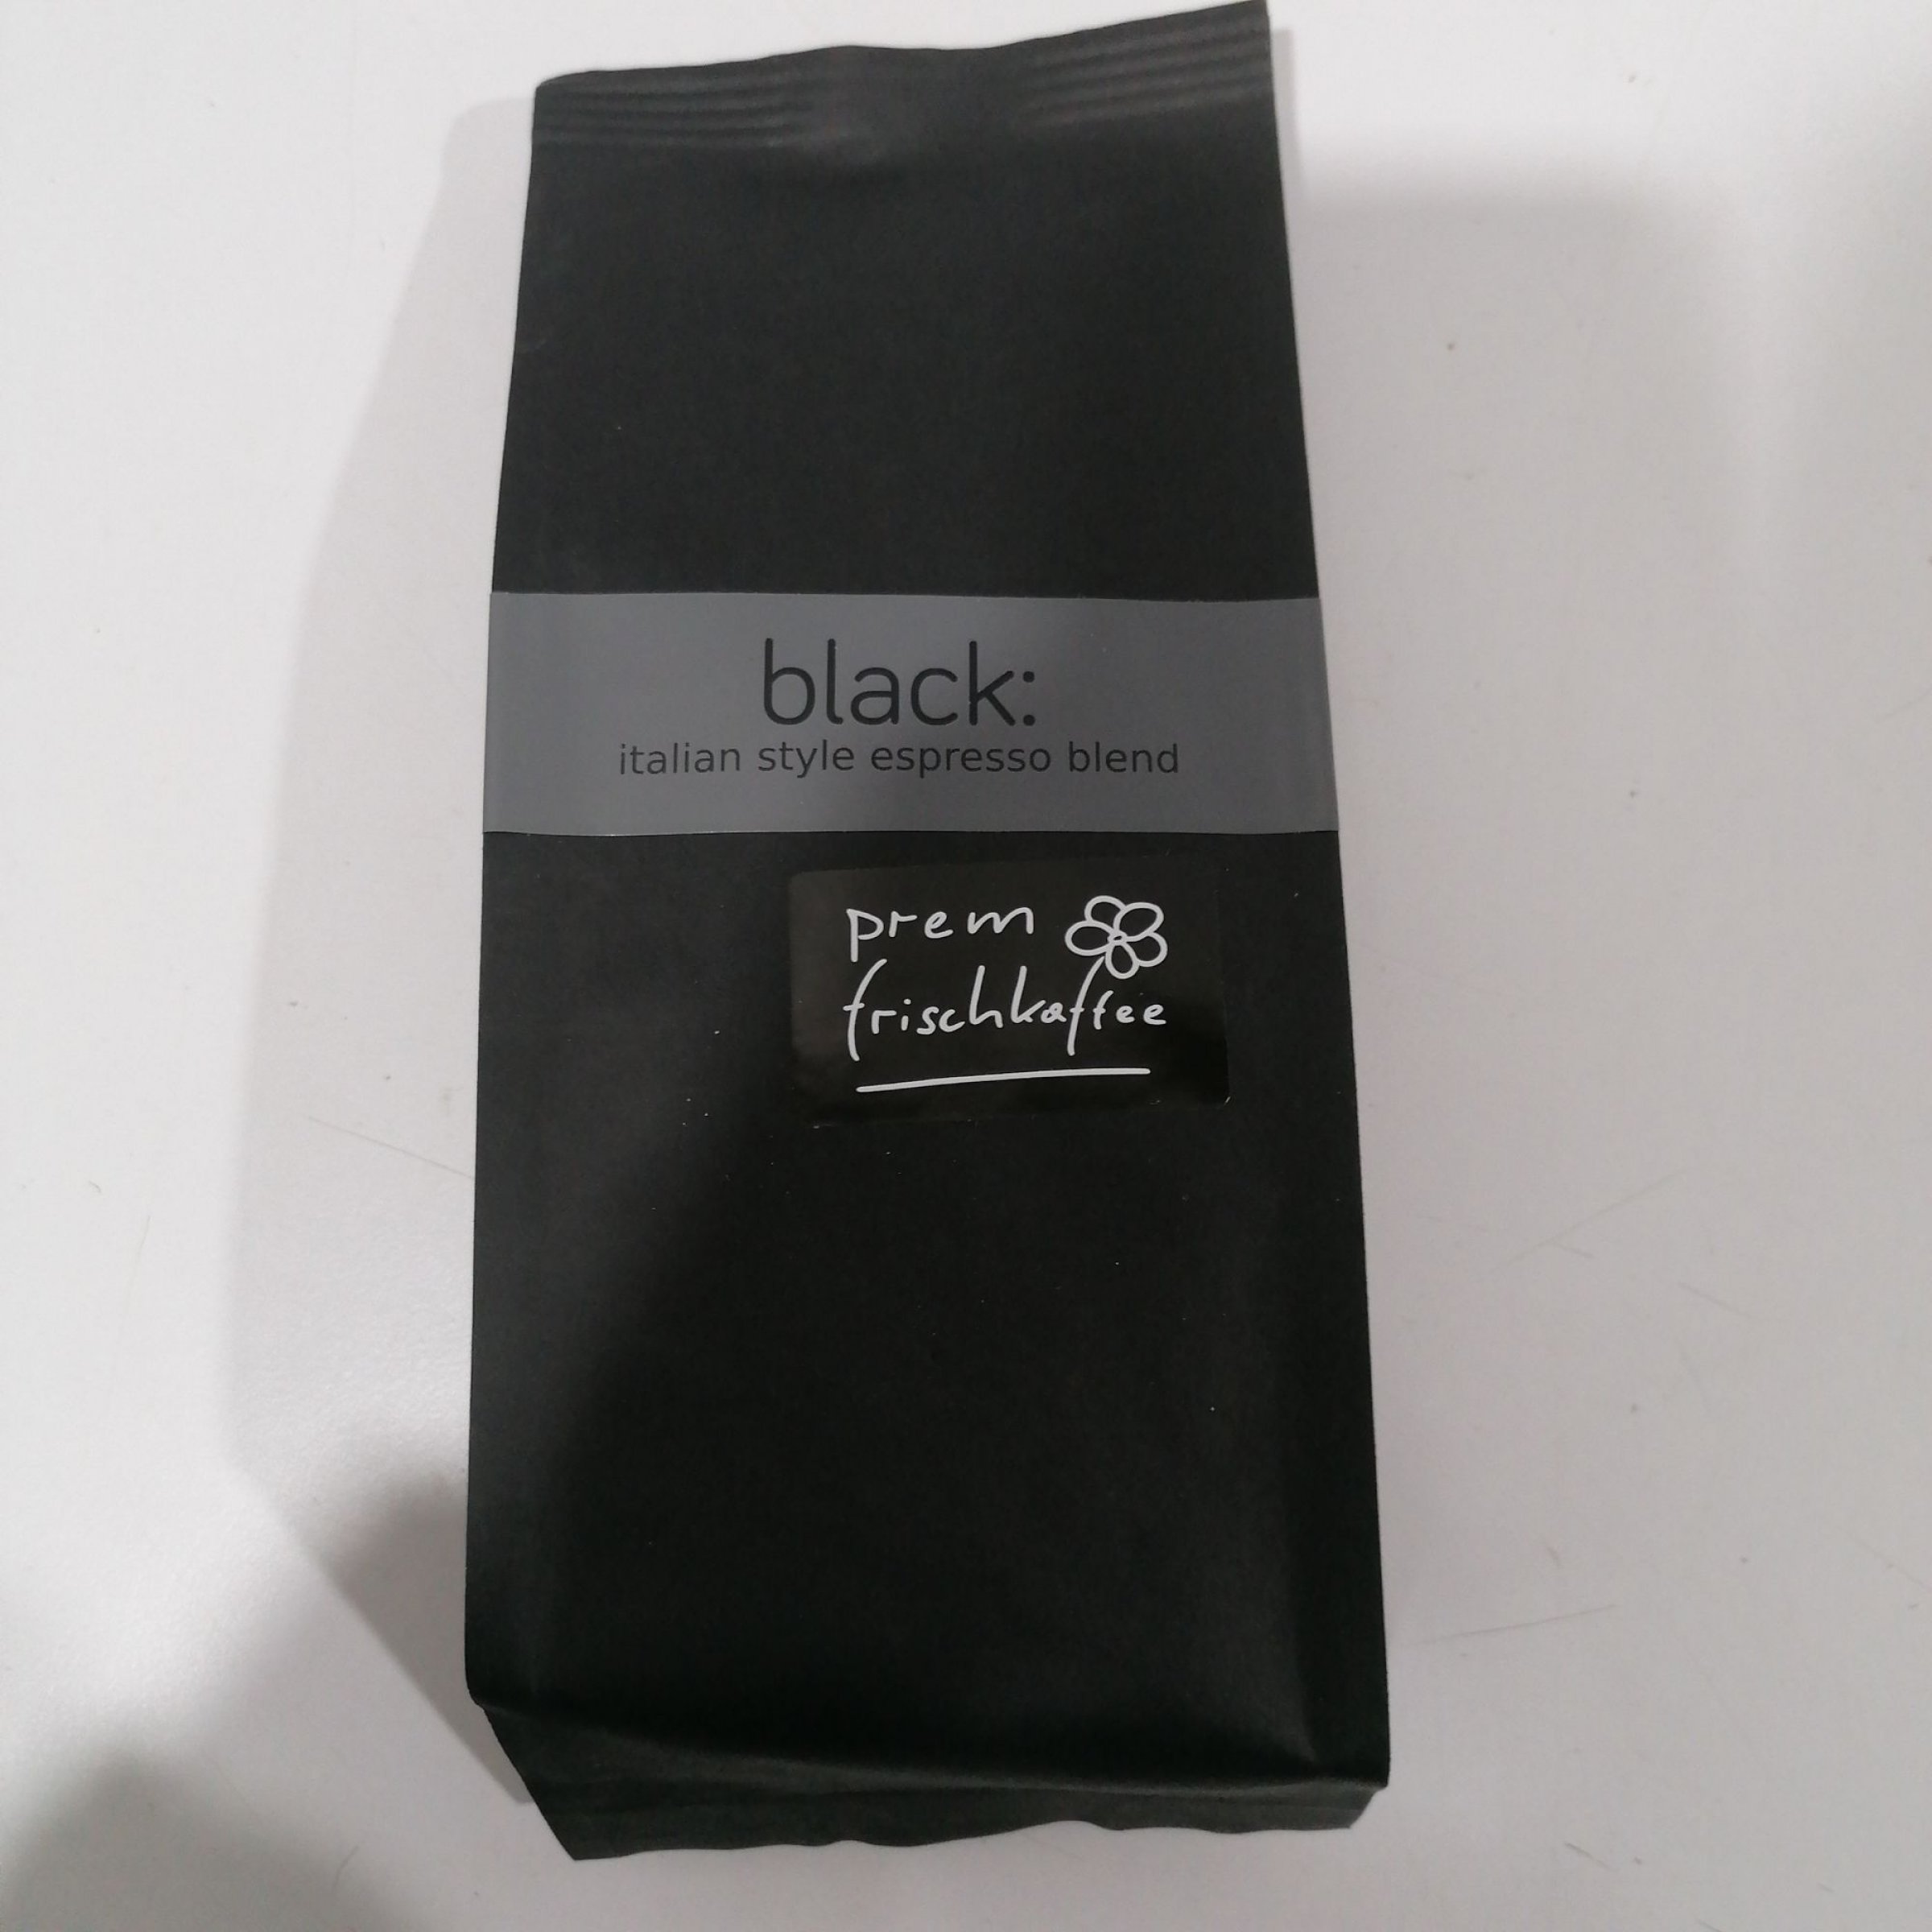 black:
italian style espresso blend
prem
frischkaffee